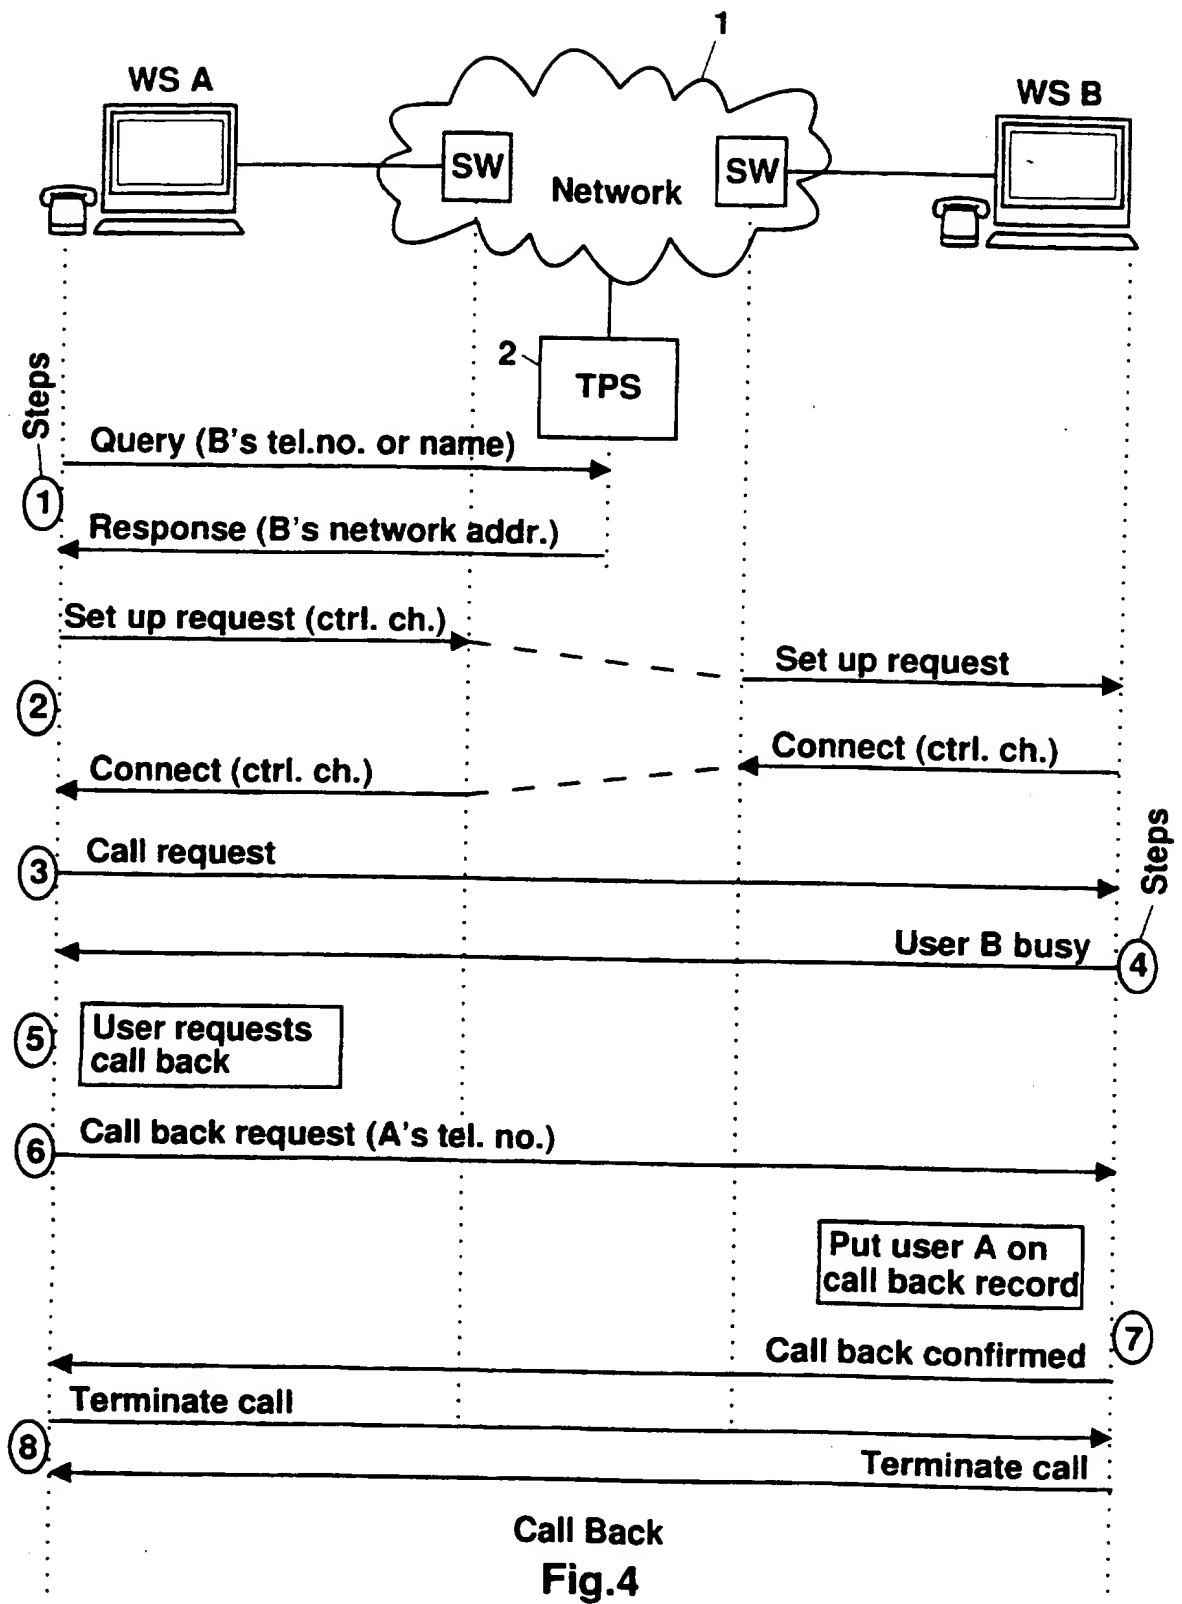 1
WS A
WS B
SW
Network
SW
2
TPS
Steps
Query (B's tel.no. or name)
1
Response (B's network addr.)
Set up request (ctrl. ch.)
Set up request
2
Connect (ctrl. ch.)
Connect (ctrl. ch.)
Steps
Call request
3
User B busy
4
User requests
call back
5
Call back request (A's tel. no.)
6
Put user A on
call back record
7
Call back confirmed
Terminate call
8
Terminate call
Call Back
Fig.4